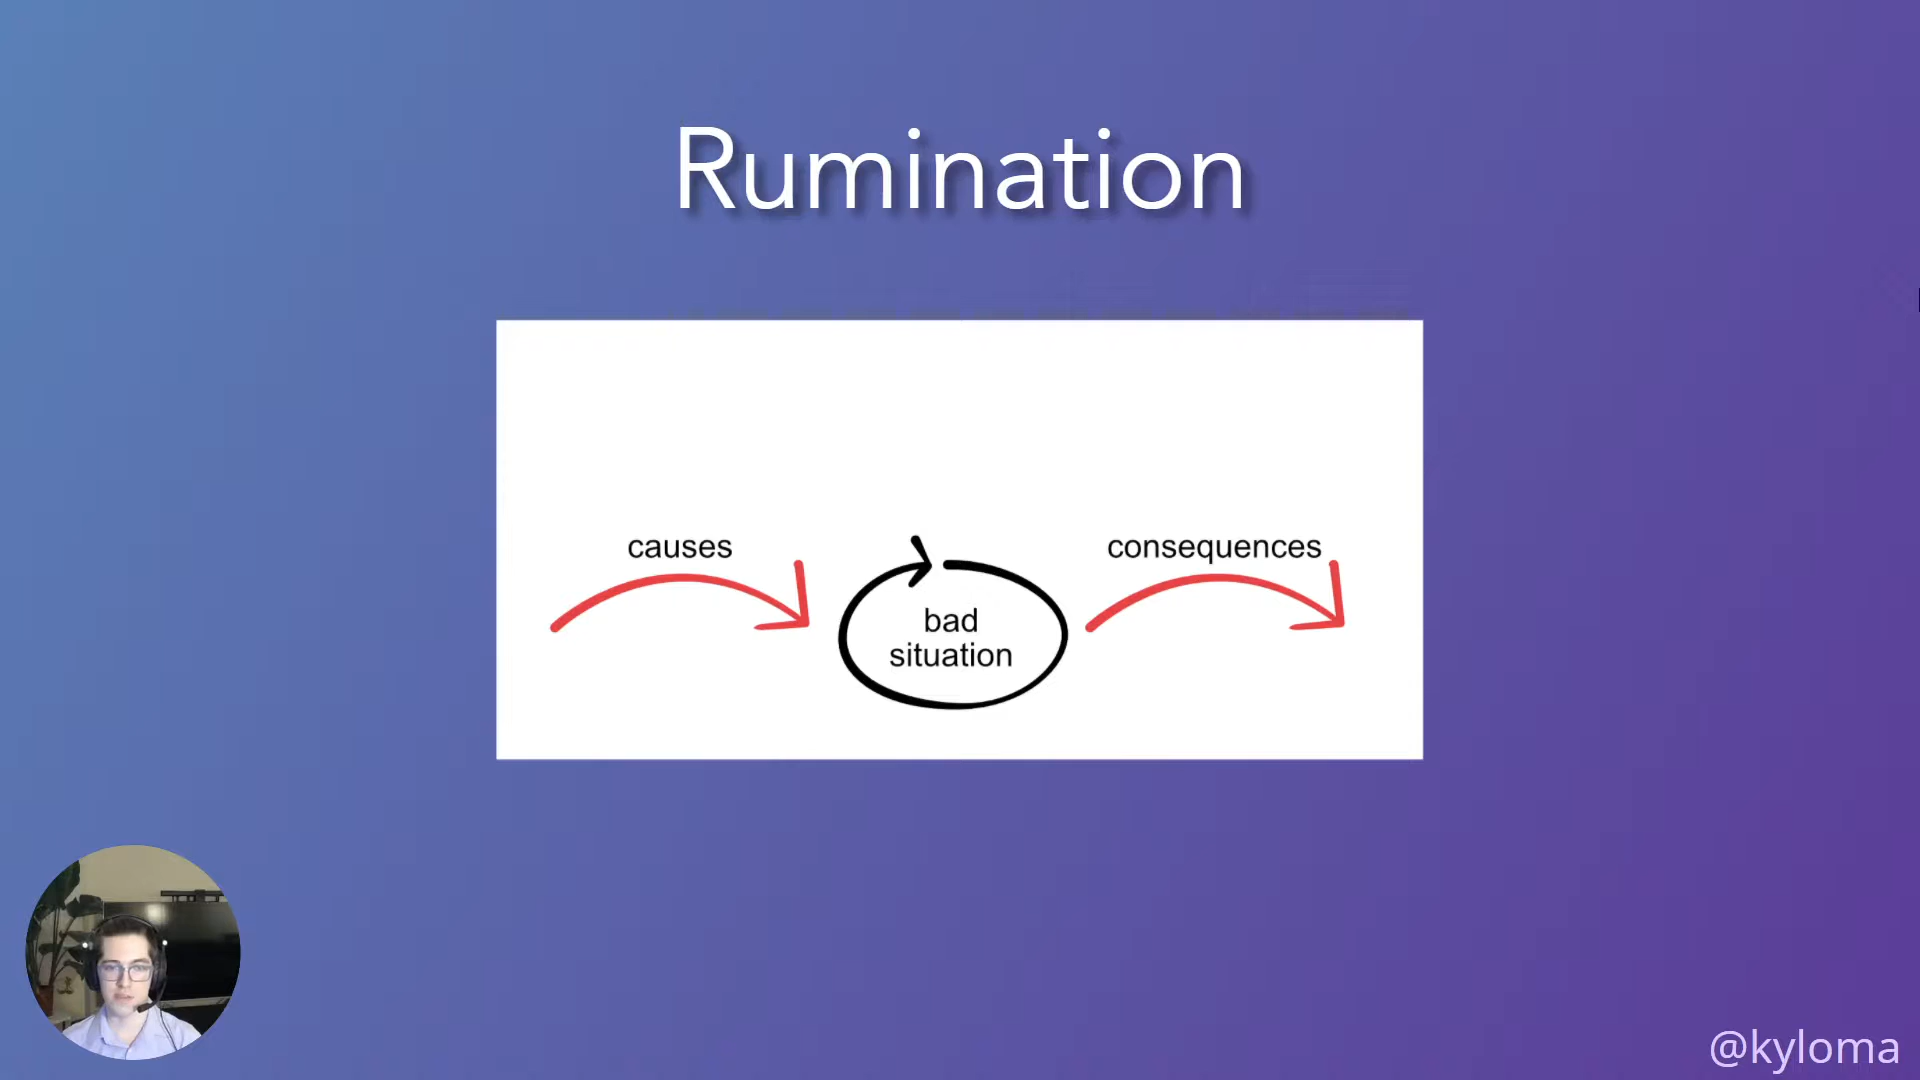 Rumination
causes
consequences
bad
situation
@kyloma